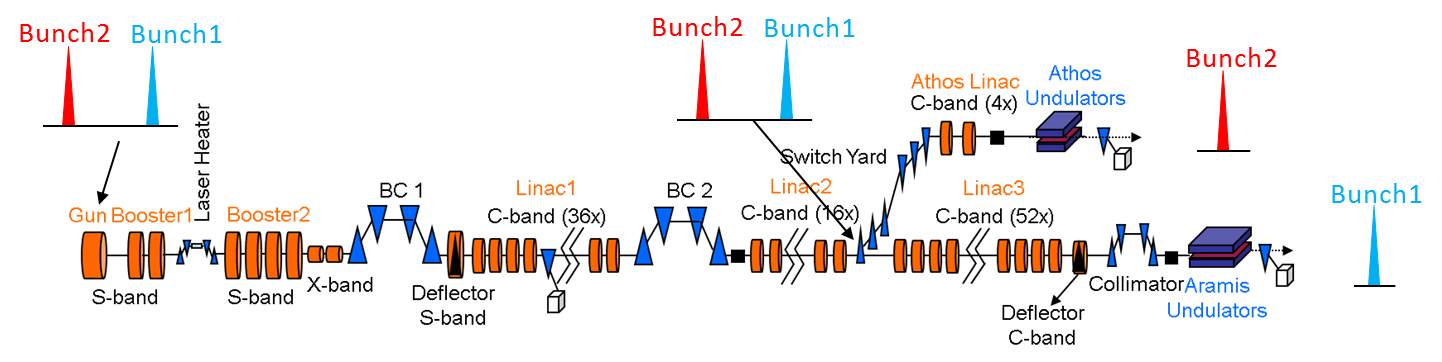 Bunch2
Bunch1
Bunch2
Bunch1
Bunch2
Bunch1
Athos Linac
C-band (4x)
Athos
Undulators
Switch Yard
Laser Heater
Gun Booster1
S-band
Booster2
S-band
X-band
BC 1
Deflector
S-band
Linac1
C-band (36x)
BC 2
Linac2
C-band (16x)
Linac3
C-band (52x)
Deflector
C-band
Collimator
Aramis
Undulators